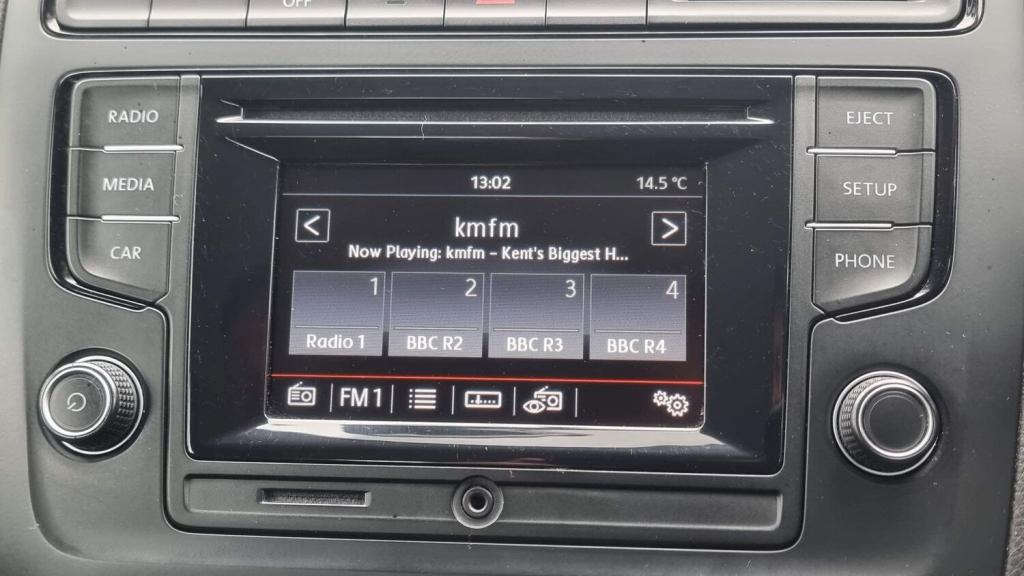 OFF
RADIO
MEDIA
CAR
EJECT
SETUP
PHONE
13:02 14.5 °C
< kmfm >
Now Playing: kmfm – Kent's Biggest H...
1 2 3 4
Radio 1 BBC R2 BBC R3 BBC R4
FM1